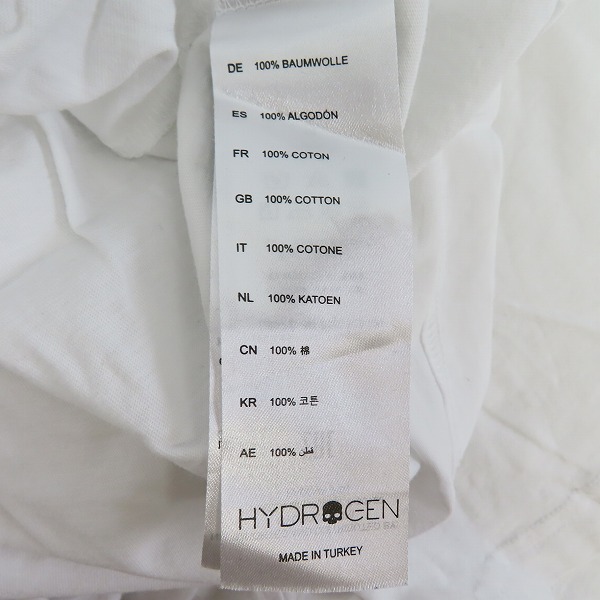 DE 100% BAUMWOLLE
ES 100% ALGODÓN
FR 100% COTON
GB 100% COTTON
IT 100% COTONE
NL 100% KATOEN
CN 100% 棉
KR 100% 코튼
AE 100% قطن
HYDROGEN
MADE IN TURKEY